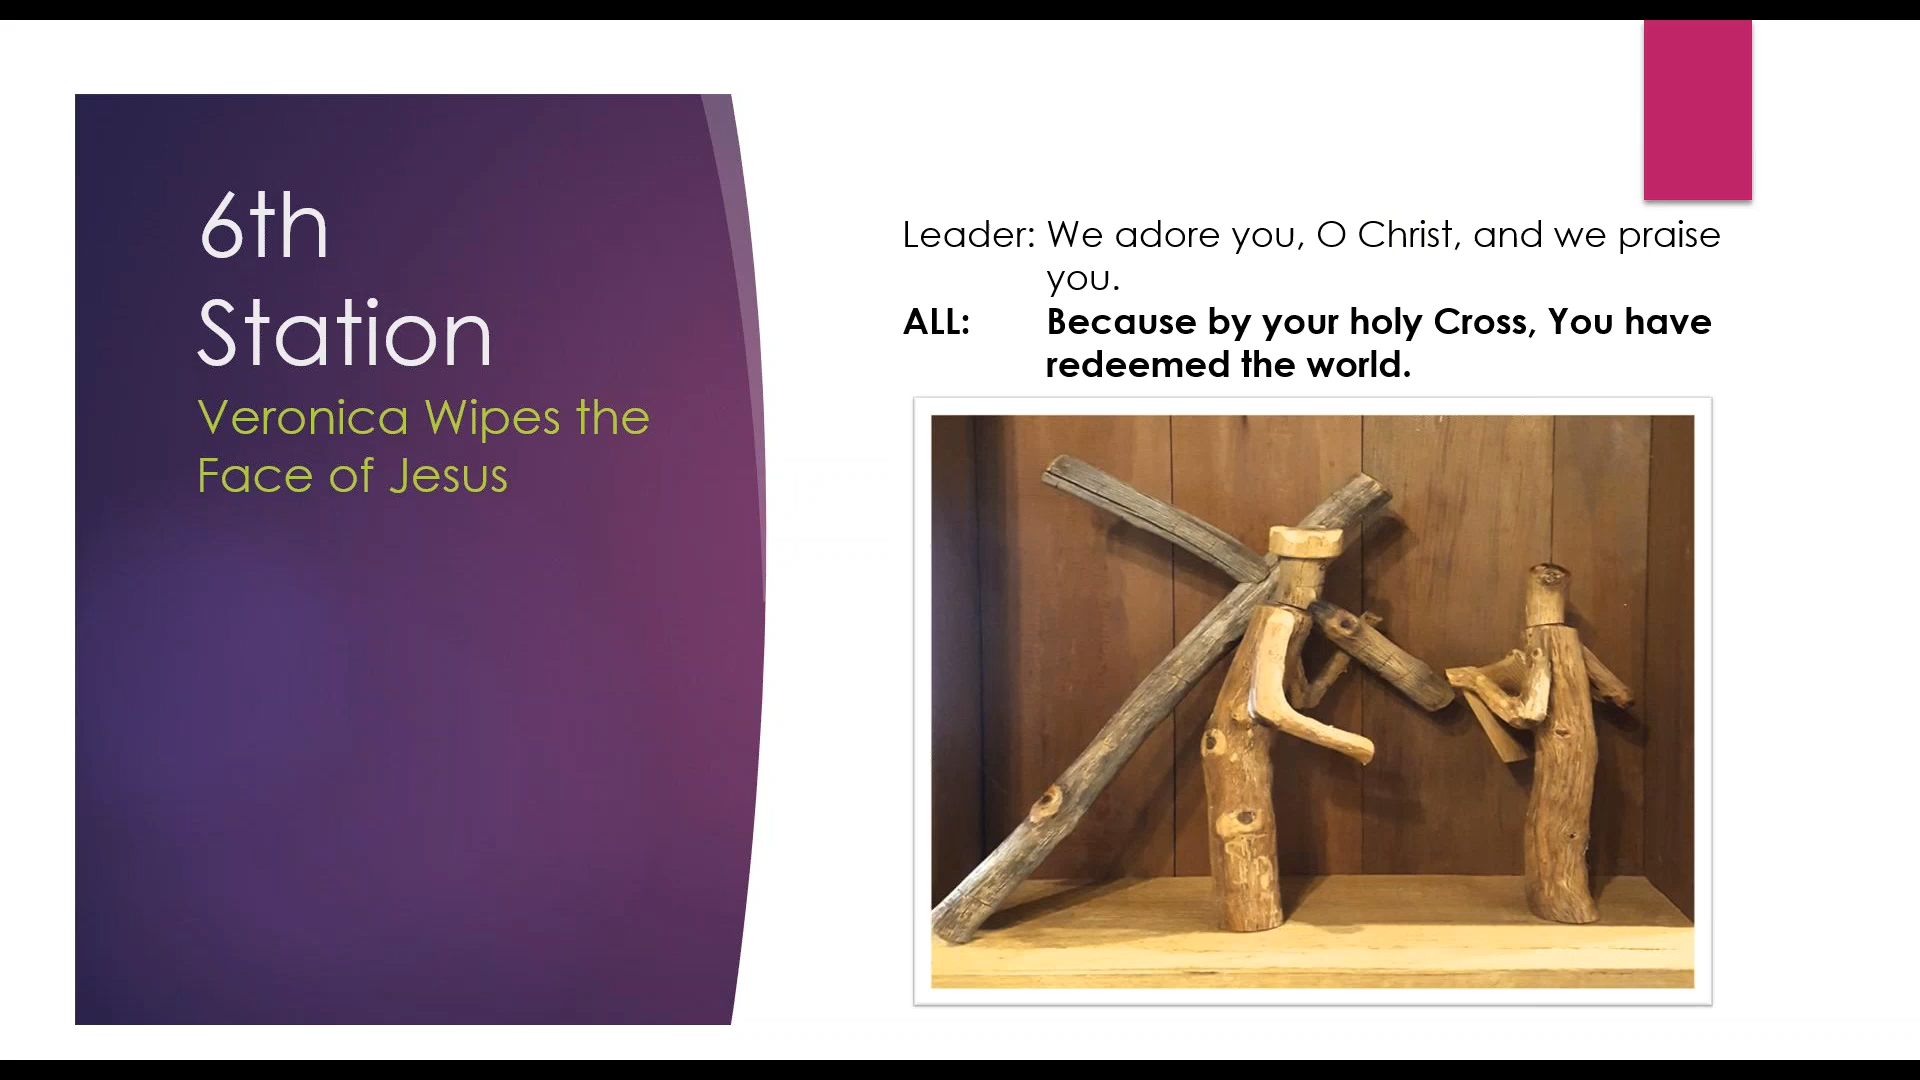 6th
Station
Veronica Wipes the
Face of Jesus
Leader: We adore you, O Christ, and we praise
you.
ALL: Because by your holy Cross, You have
redeemed the world.